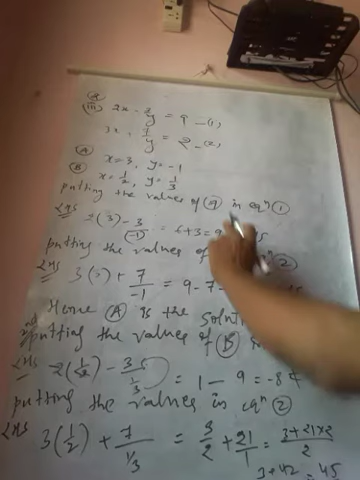 (iii) 2x - 3/y = 9 —(1)
3x + 7/y = 2 —(2)
(A) x = 3, y = -1
(B) x = 1/2, y = 1/3
putting the values of (A) in eqn (1)
LHS 2(3) - 3/(-1) = 6+3=9
putting the values of (2)
LHS 3(3) + 7/-1 = 9-7=
Hence (A) is the solut
putting the values of (B)
LHS 2(1/2) - 3/(1/3) = 1 - 9 = -8
putting the values in eqn (2)
LHS 3(1/2) + 7/(1/3) = 3/2 + 21/1 = 3+21x2/2
3+42 = 45